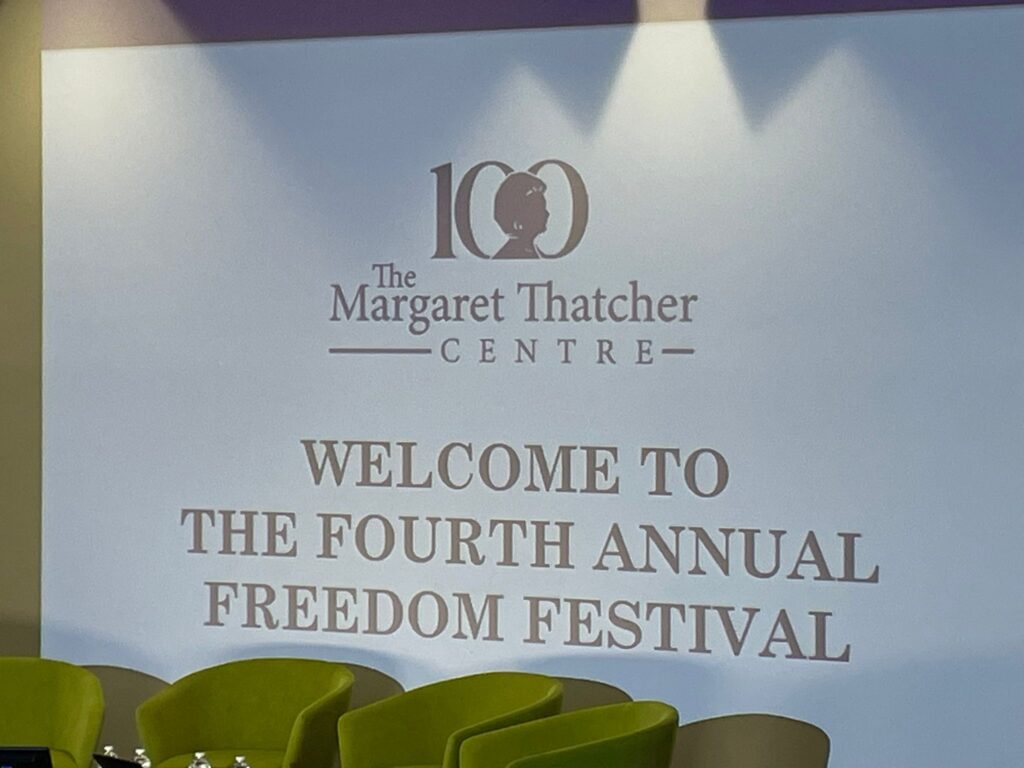 100
The
Margaret Thatcher
CENTRE
WELCOME TO
THE FOURTH ANNUAL
FREEDOM FESTIVAL